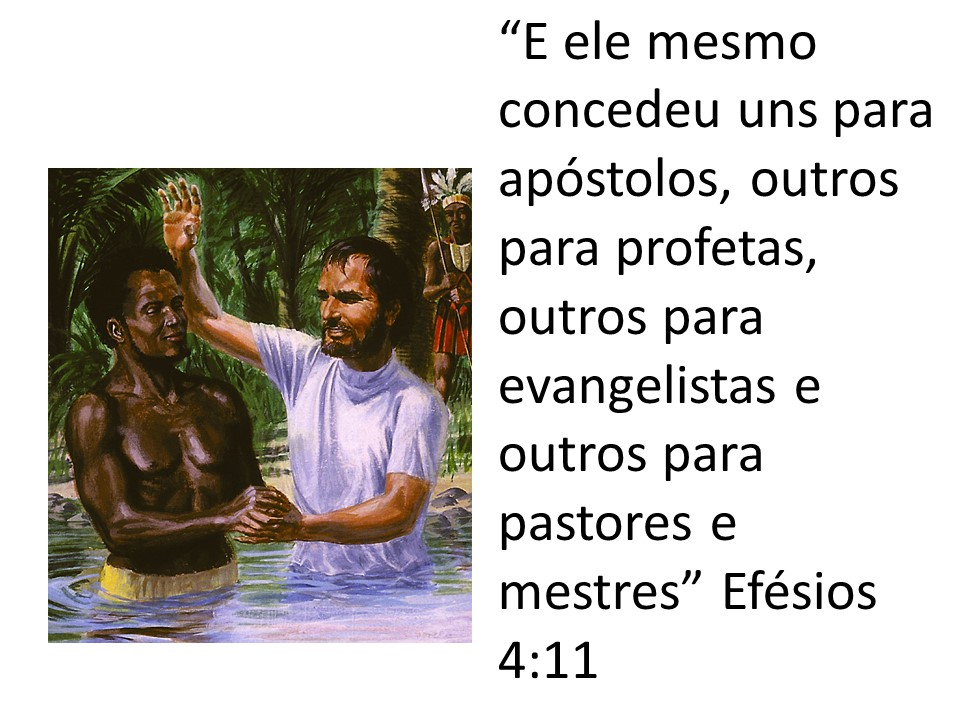 “E ele mesmo
concedeu uns para
apóstolos, outros
para profetas,
outros para
evangelistas e
outros para
pastores e
mestres” Efésios
4:11